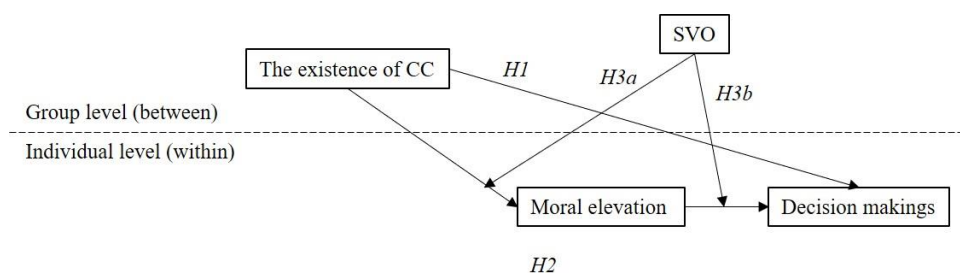 SVO
The existence of CC
H1
H3a
H3b
Group level (between)
Individual level (within)
Moral elevation
Decision makings
H2